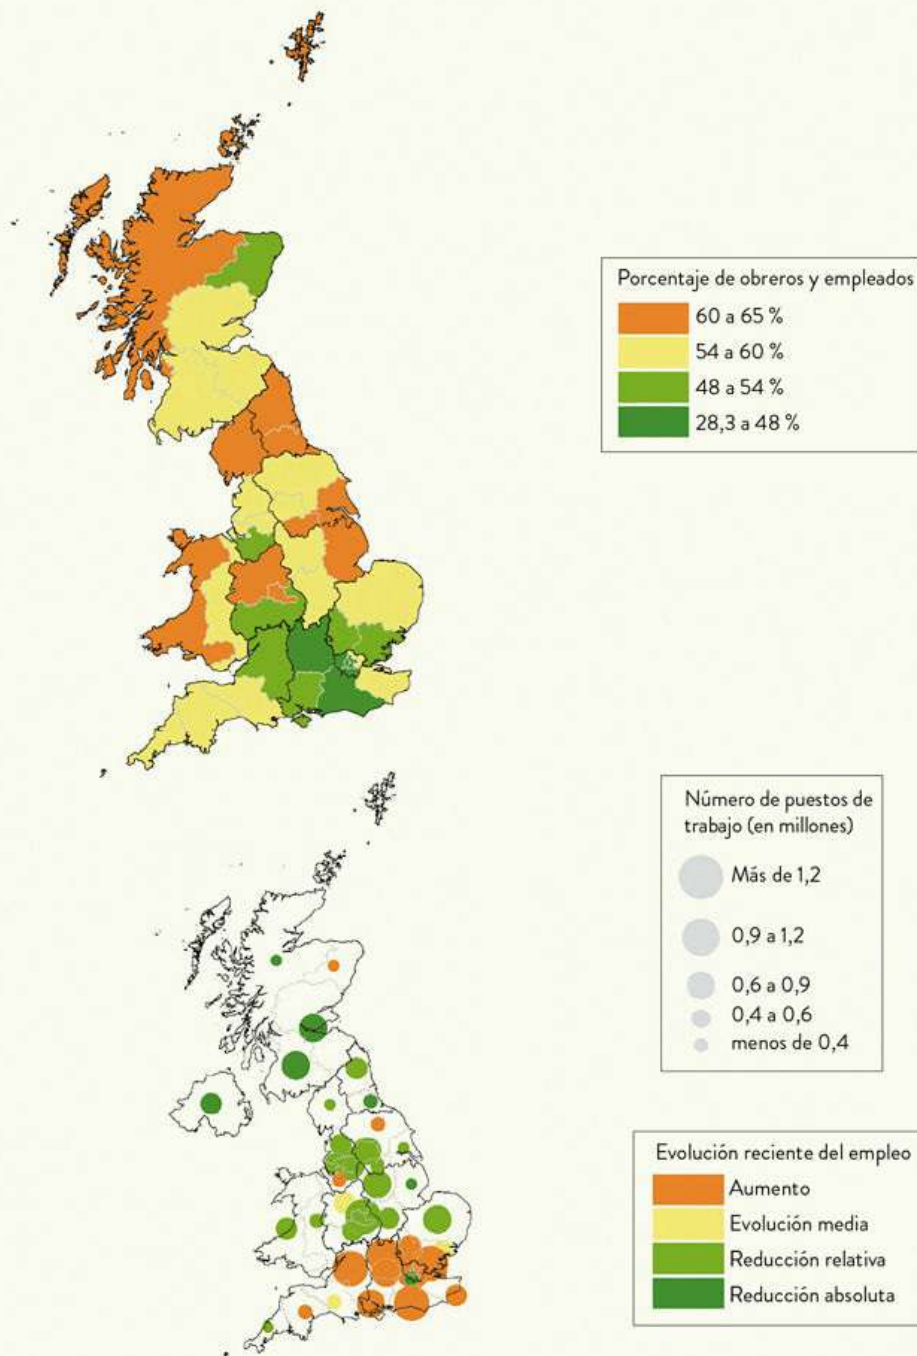 Porcentaje de obreros y empleados
60 a 65 %
54 a 60 %
48 a 54 %
28,3 a 48 %
Número de puestos de
trabajo (en millones)
Más de 1,2
0,9 a 1,2
0,6 a 0,9
0,4 a 0,6
menos de 0,4
Evolución reciente del empleo
Aumento
Evolución media
Reducción relativa
Reducción absoluta